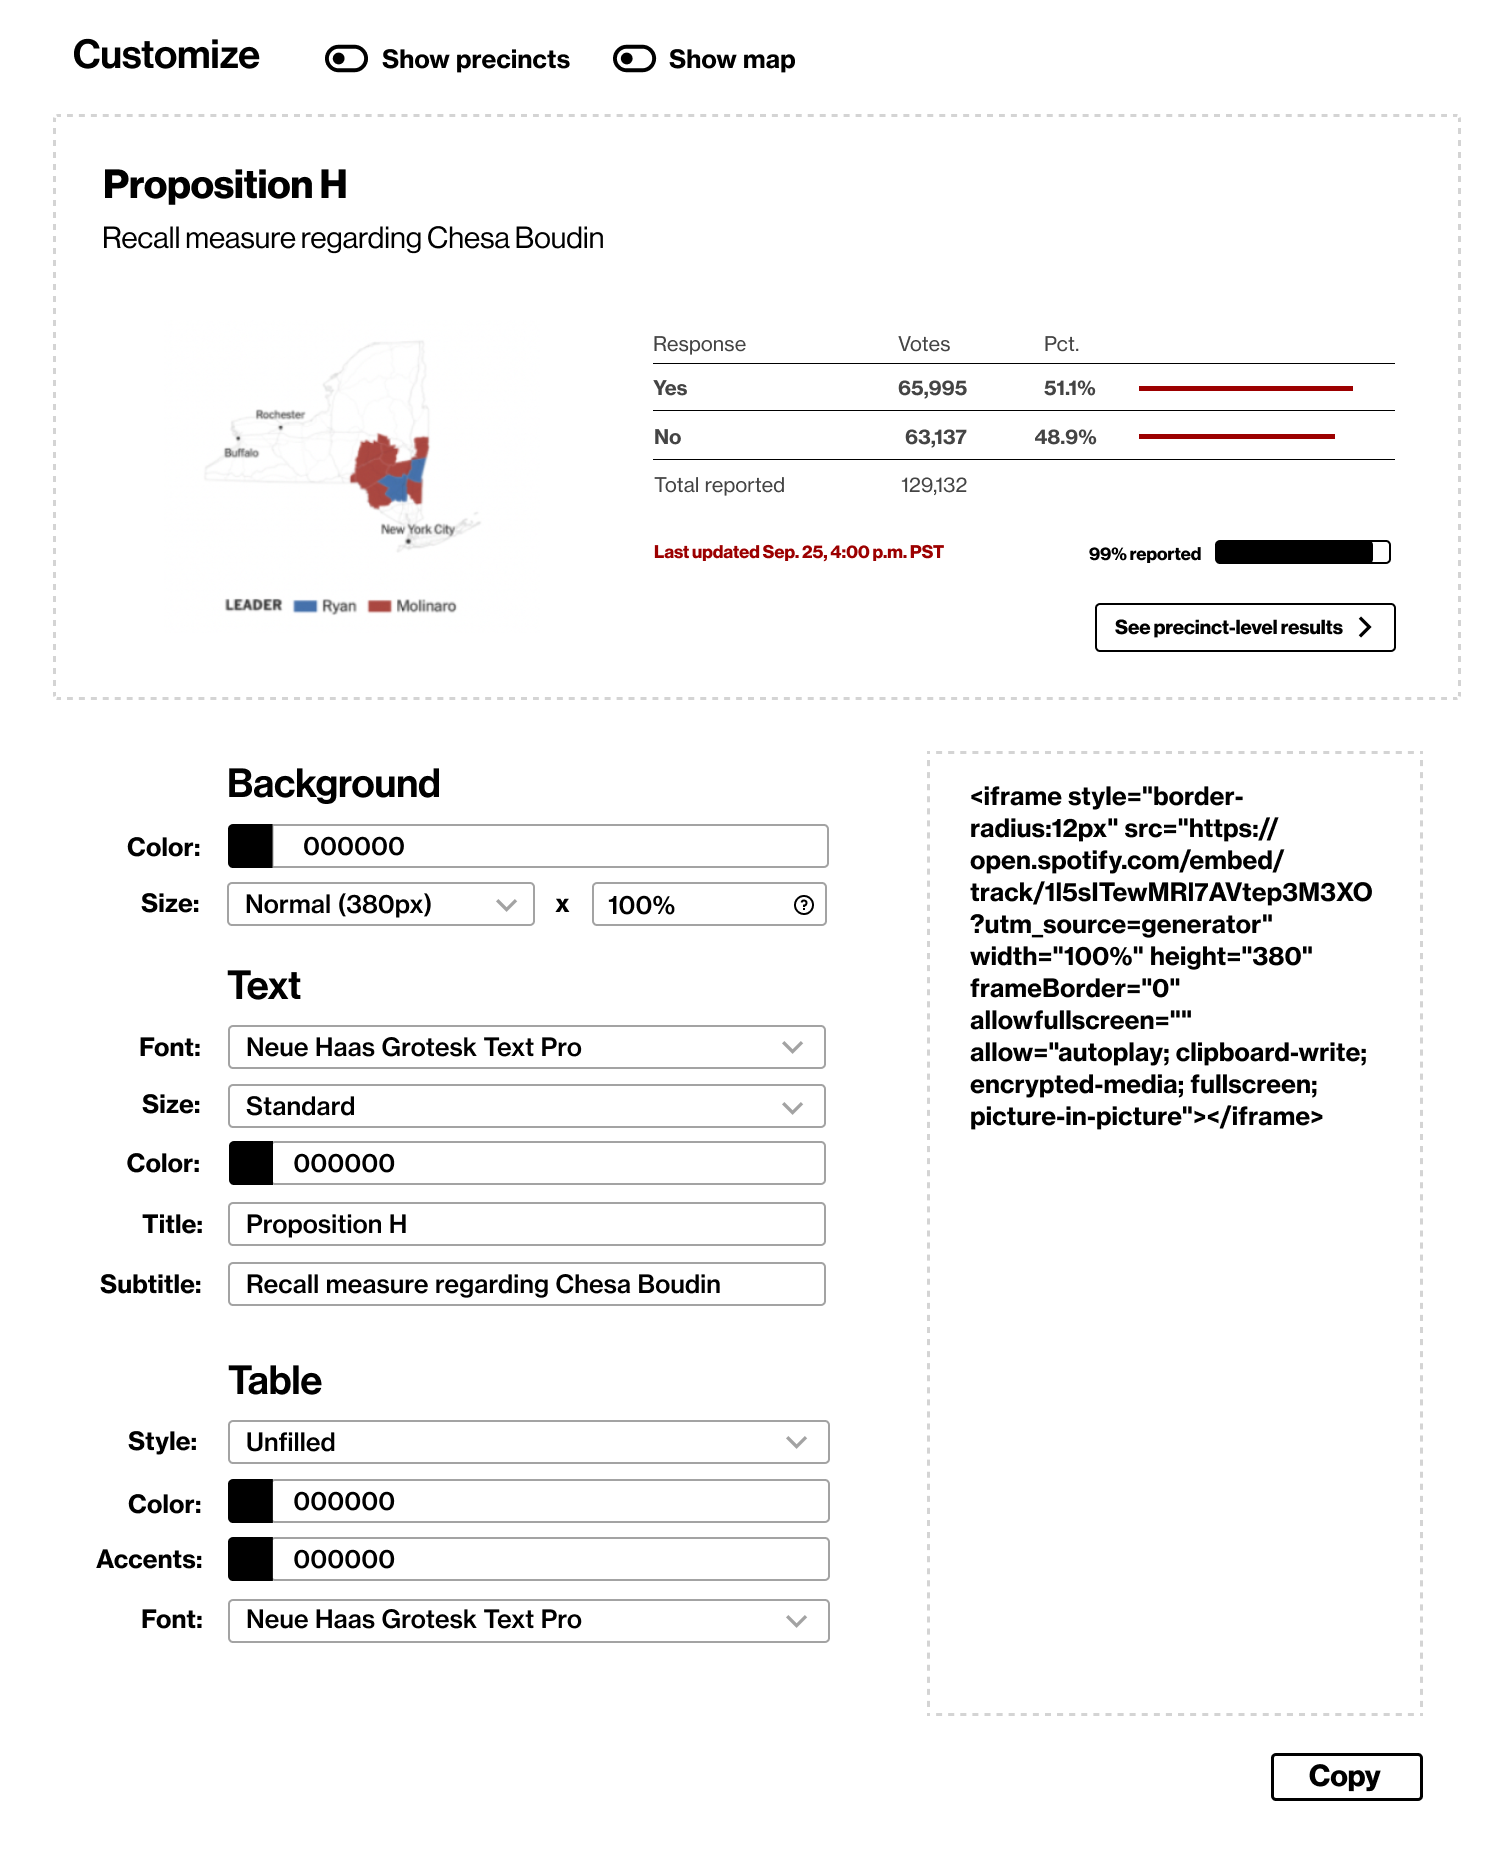 Customize
Show precincts
Show map
Proposition H
Recall measure regarding Chesa Boudin
Rochester
Buffalo
New York City
LEADER Ryan Molinaro
Response Votes Pct.
Yes 65,995 51.1%
No 63,137 48.9%
Total reported 129,132
Last updated Sep. 25, 4:00 p.m. PST
99% reported
See precinct-level results
Background
Color: 000000
Size: Normal (380px) x 100%
Text
Font: Neue Haas Grotesk Text Pro
Size: Standard
Color: 000000
Title: Proposition H
Subtitle: Recall measure regarding Chesa Boudin
Table
Style: Unfilled
Color: 000000
Accents: 000000
Font: Neue Haas Grotesk Text Pro
<iframe style="border-
radius:12px" src="https://
open.spotify.com/embed/
track/1l5sITewMRI7AVtep3M3XO
?utm_source=generator"
width="100%" height="380"
frameBorder="0"
allowfullscreen=""
allow="autoplay; clipboard-write;
encrypted-media; fullscreen;
picture-in-picture"></iframe>
Copy